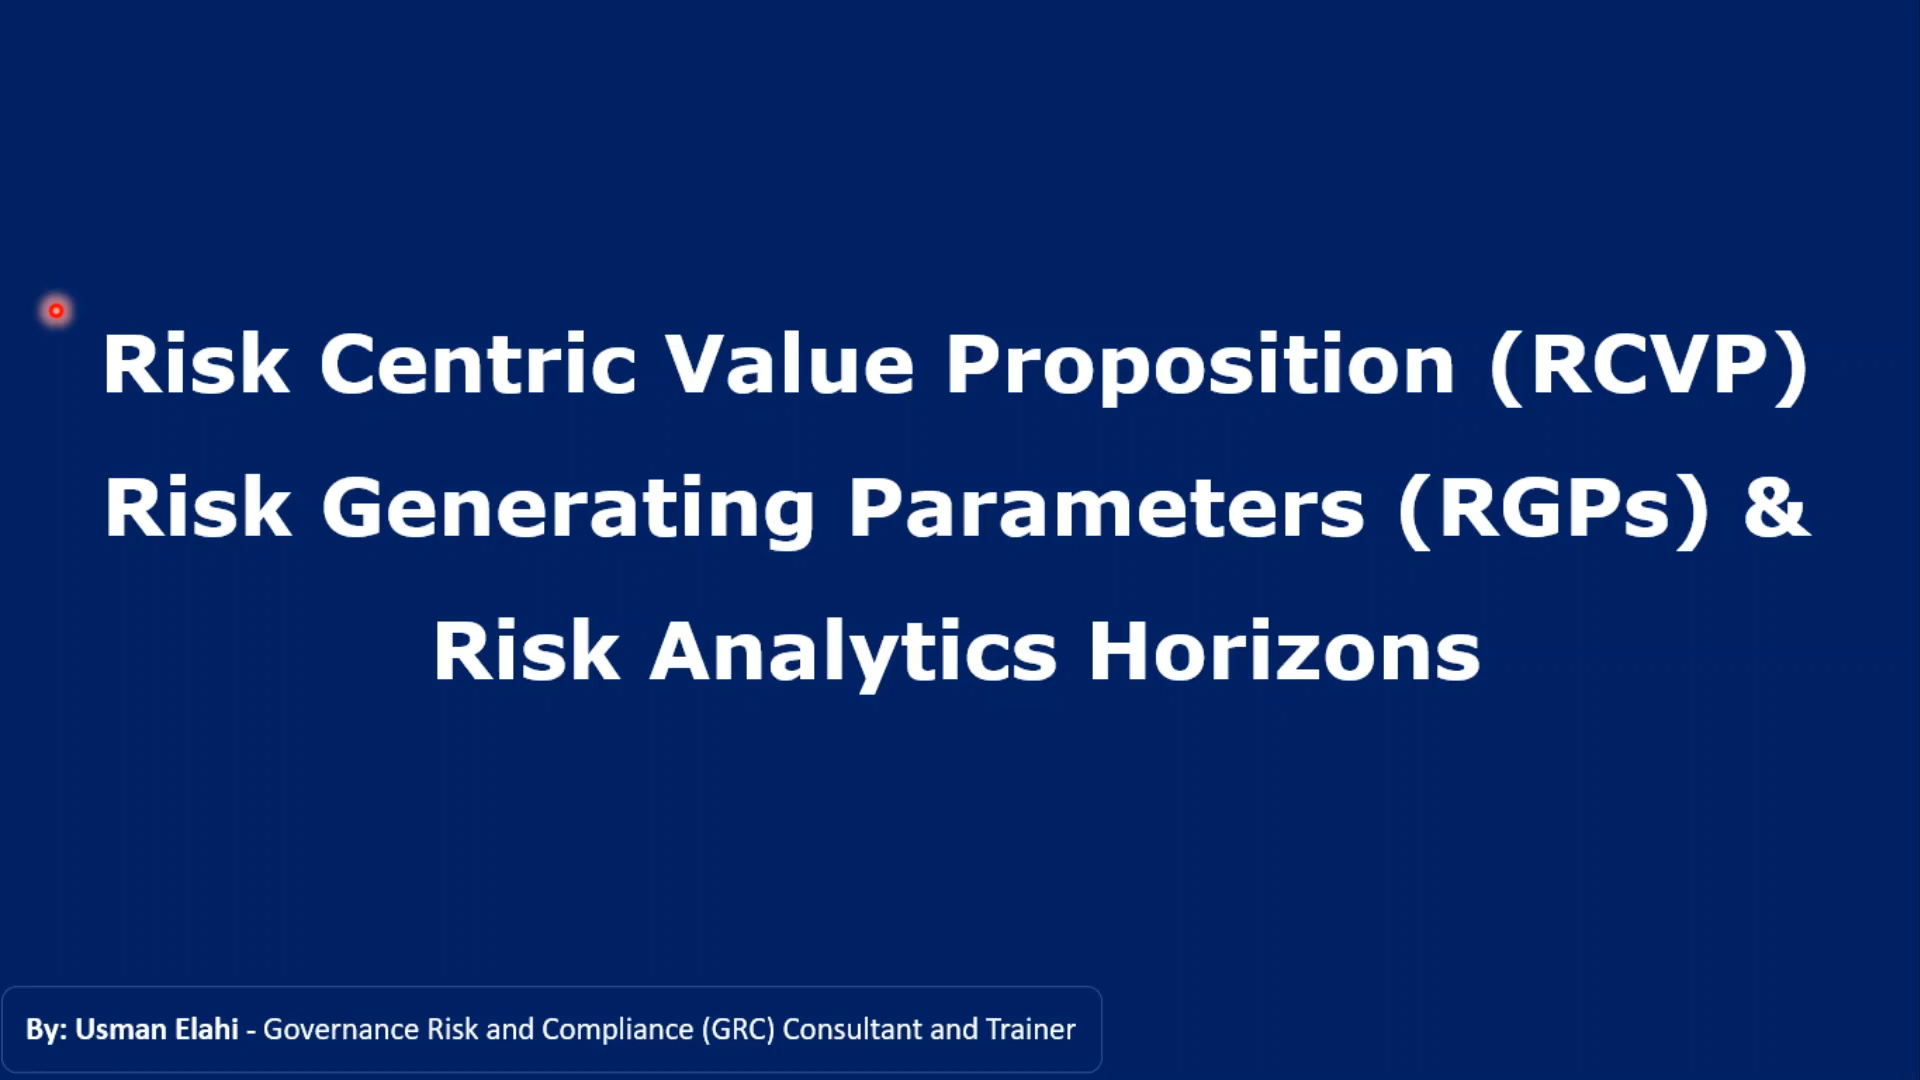 Risk Centric Value Proposition (RCVP)
Risk Generating Parameters (RGPs) &
Risk Analytics Horizons
By: Usman Elahi - Governance Risk and Compliance (GRC) Consultant and Trainer